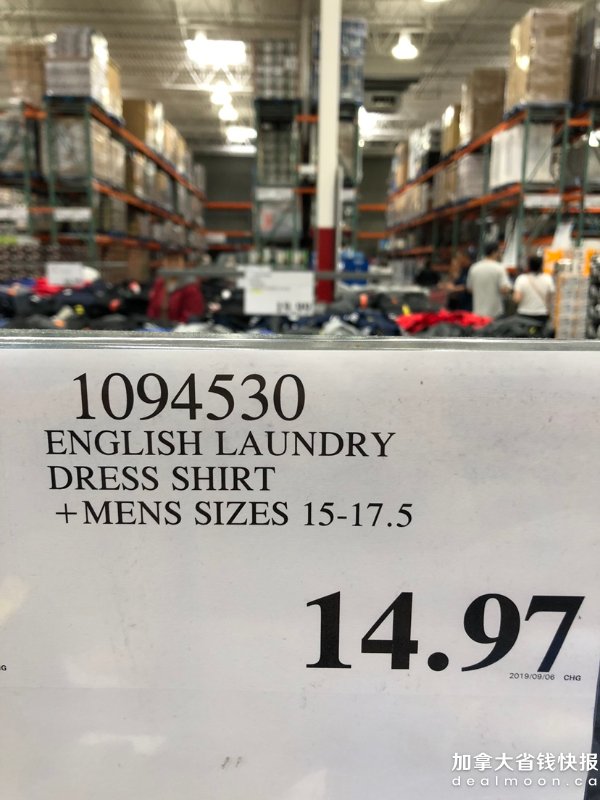 1094530
ENGLISH LAUNDRY
DRESS SHIRT
+MENS SIZES 15-17.5
14.97
2019/09/06 CHG
加拿大省钱快报
dealmoon.ca